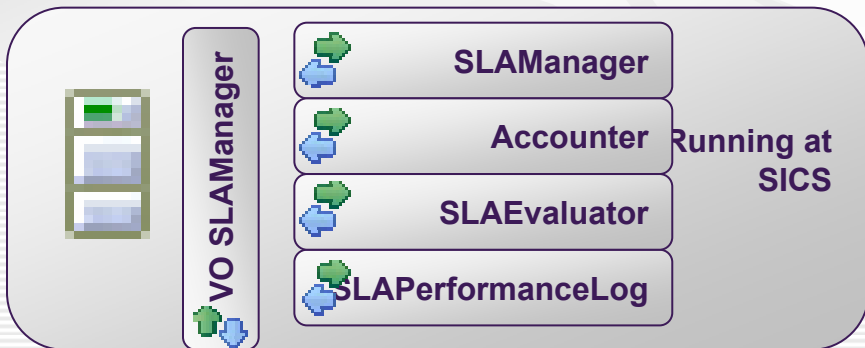 VO SLAManager
SLAManager
Accounter
SLAEvaluator
SLAPerformanceLog
Running at
SICS